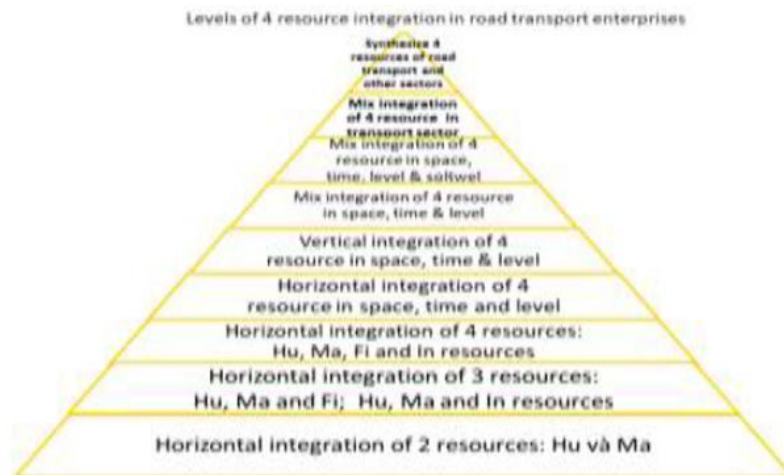 Levels of 4 resource integration in road transport enterprises
Synthesize 4
resources of road
transport and
other sectors
Mix integration
of 4 resource in
transport sector
Mix integration of 4
resource in space,
time, level & softwel
Mix integration of 4 resource
in space, time & level
Vertical integration of 4
resource in space, time & level
Horizontal integration of 4
resource in space, time and level
Horizontal integration of 4 resources:
Hu, Ma, Fi and In resources
Horizontal integration of 3 resources:
Hu, Ma and Fi; Hu, Ma and In resources
Horizontal integration of 2 resources: Hu và Ma